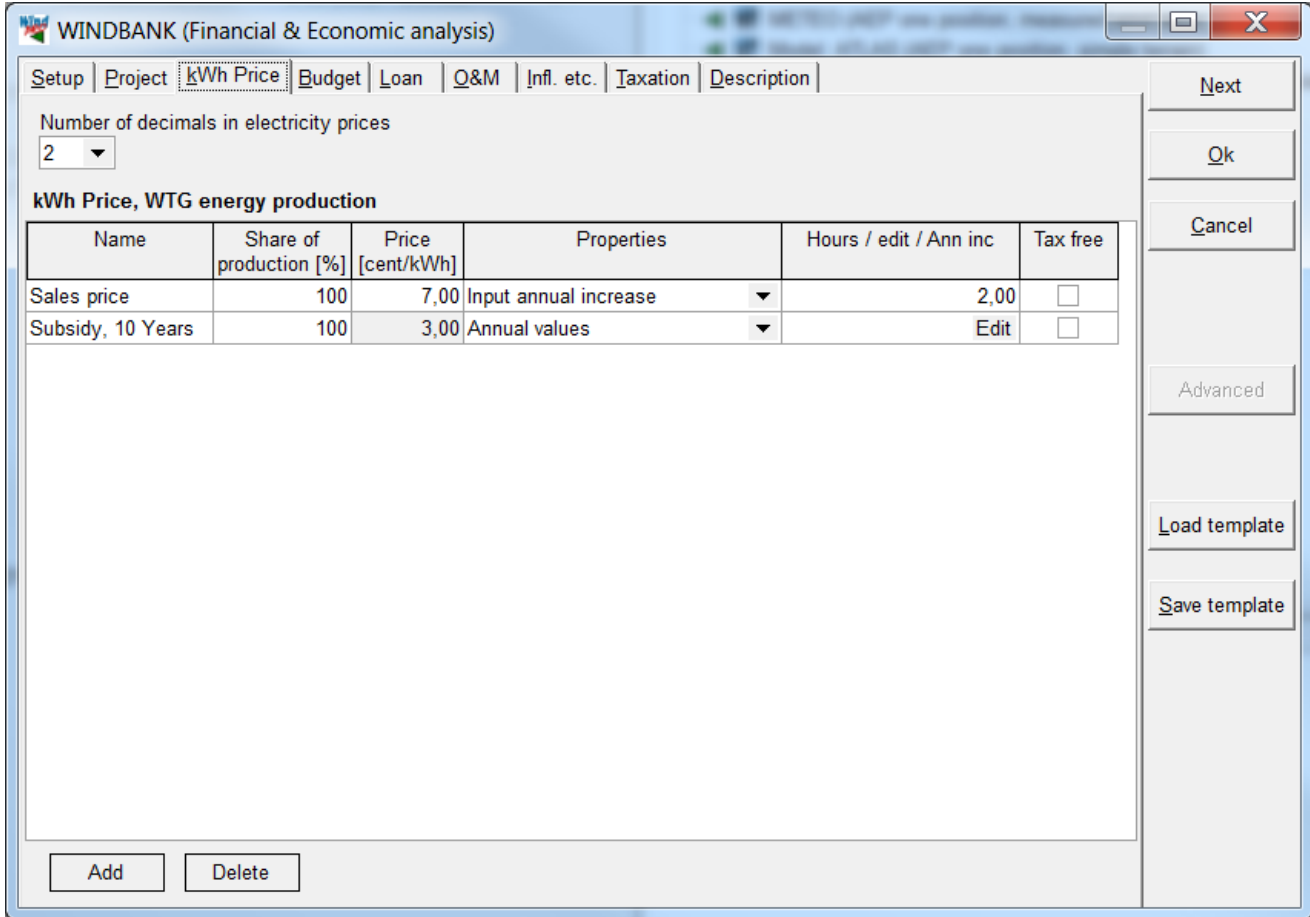 WINDBANK (Financial & Economic analysis)
Setup Project kWh Price Budget Loan O&M Infl. etc. Taxation Description
Next
Number of decimals in electricity prices
2
Ok
kWh Price, WTG energy production
Cancel
Name Share of production [%] Price [cent/kWh] Properties Hours / edit / Ann inc Tax free
Sales price 100 7,00 Input annual increase 2,00
Subsidy, 10 Years 100 3,00 Annual values Edit
Advanced
Load template
Save template
Add Delete